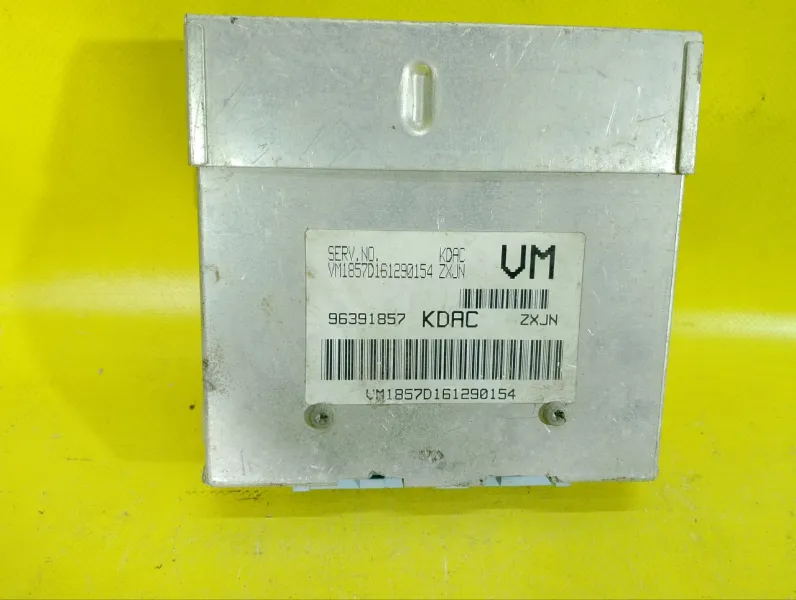 SERV.NO. KDAC
VM1857D161290154 ZXJN
VM
96391857 KDAC ZXJN
VM1857D161290154